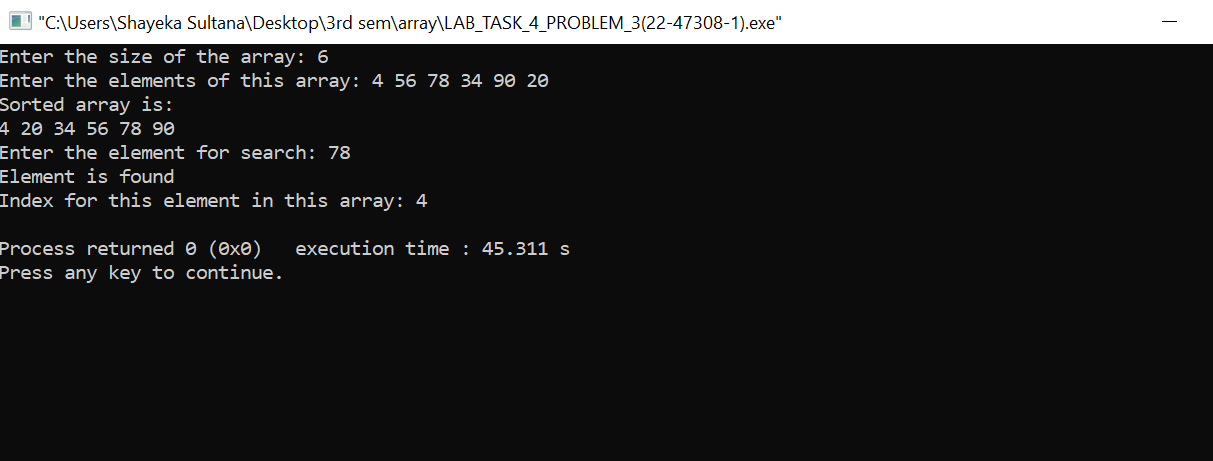 "C:\Users\Shayeka Sultana\Desktop\3rd sem\array\LAB_TASK_4_PROBLEM_3(22-47308-1).exe"
Enter the size of the array: 6
Enter the elements of this array: 4 56 78 34 90 20
Sorted array is:
4 20 34 56 78 90
Enter the element for search: 78
Element is found
Index for this element in this array: 4
Process returned 0 (0x0)   execution time : 45.311 s
Press any key to continue.